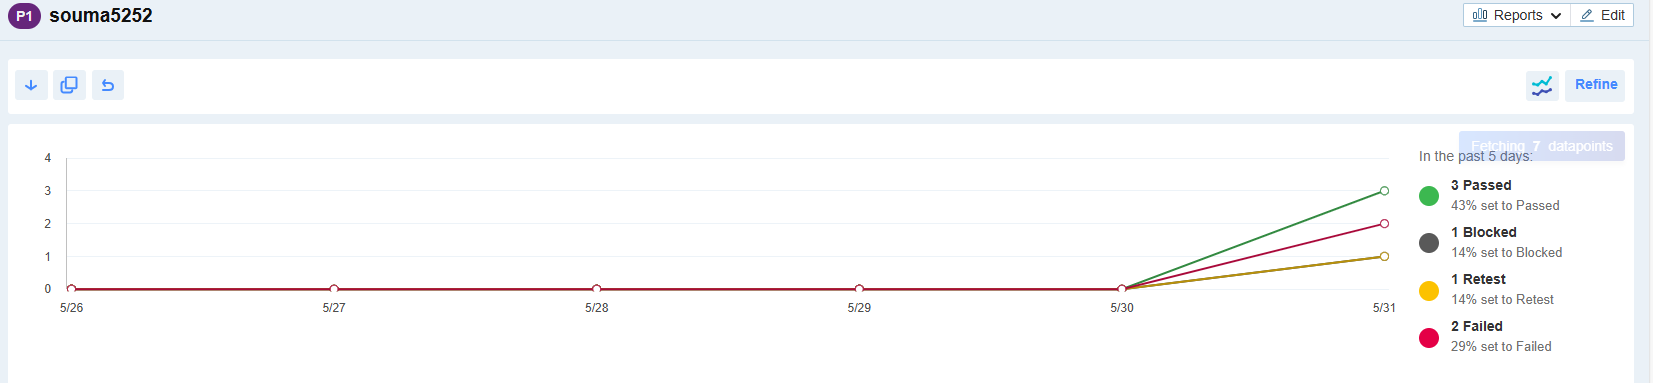 P1 souma5252
Reports Edit
Refine
Fetching 7 datapoints
In the past 5 days:
4
3
2
1
0
5/26 5/27 5/28 5/29 5/30 5/31
3 Passed
43% set to Passed
1 Blocked
14% set to Blocked
1 Retest
14% set to Retest
2 Failed
29% set to Failed